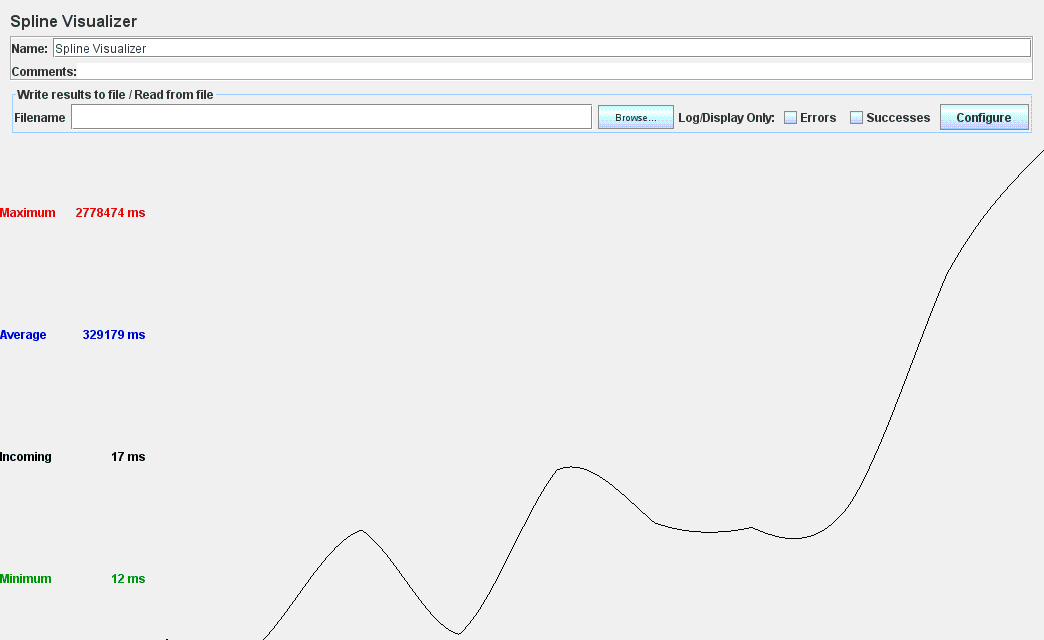 Spline Visualizer
Name: Spline Visualizer
Comments:
Write results to file / Read from file
Filename Browse... Log/Display Only: Errors Successes Configure
Maximum 2778474 ms
Average 329179 ms
Incoming 17 ms
Minimum 12 ms